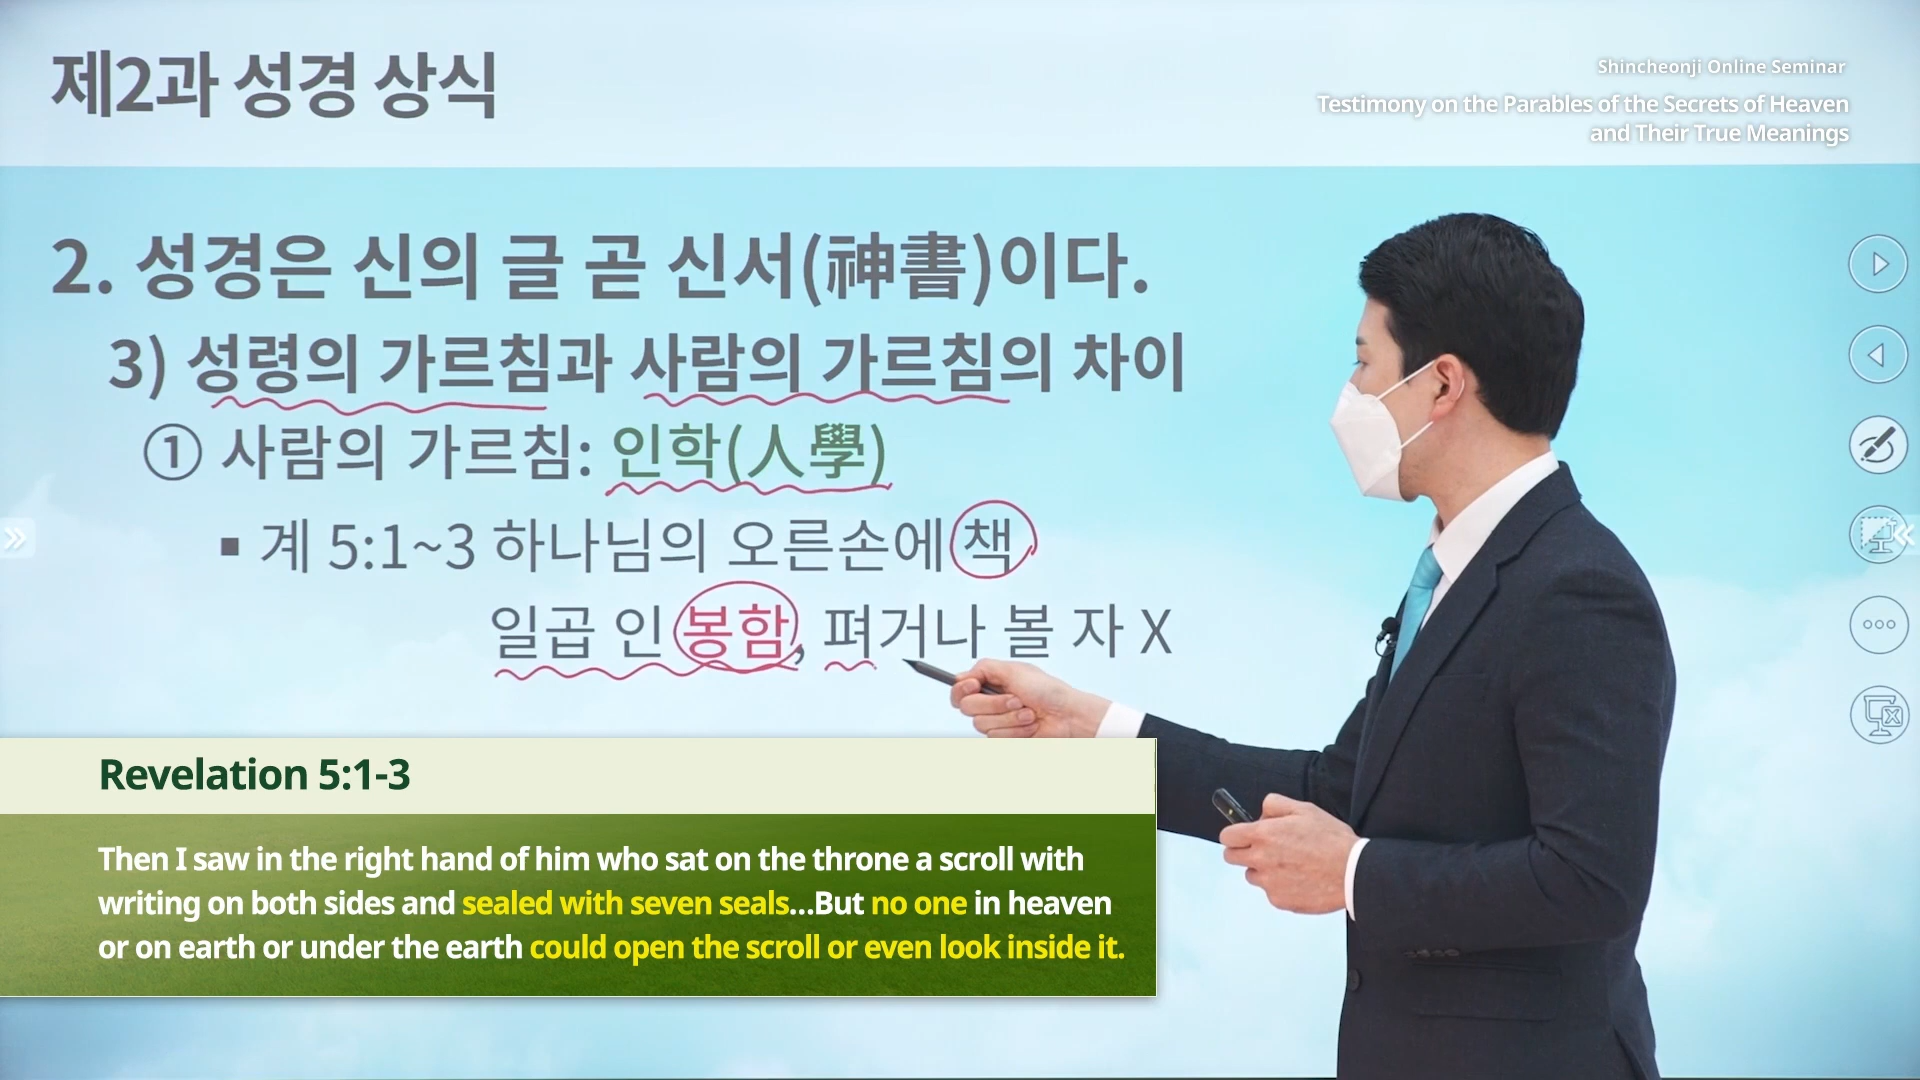 제2과 성경 상식
Shincheonji Online Seminar
Testimony on the Parables of the Secrets of Heaven
and Their True Meanings
2. 성경은 신의 글 곧 신서(神書)이다.
3) 성령의 가르침과 사람의 가르침의 차이
① 사람의 가르침: 인학(人學)
▪ 계 5:1~3 하나님의 오른손에 책
일곱 인 봉함, 펴거나 볼 자 X
Revelation 5:1-3
Then I saw in the right hand of him who sat on the throne a scroll with
writing on both sides and sealed with seven seals...But no one in heaven
or on earth or under the earth could open the scroll or even look inside it.